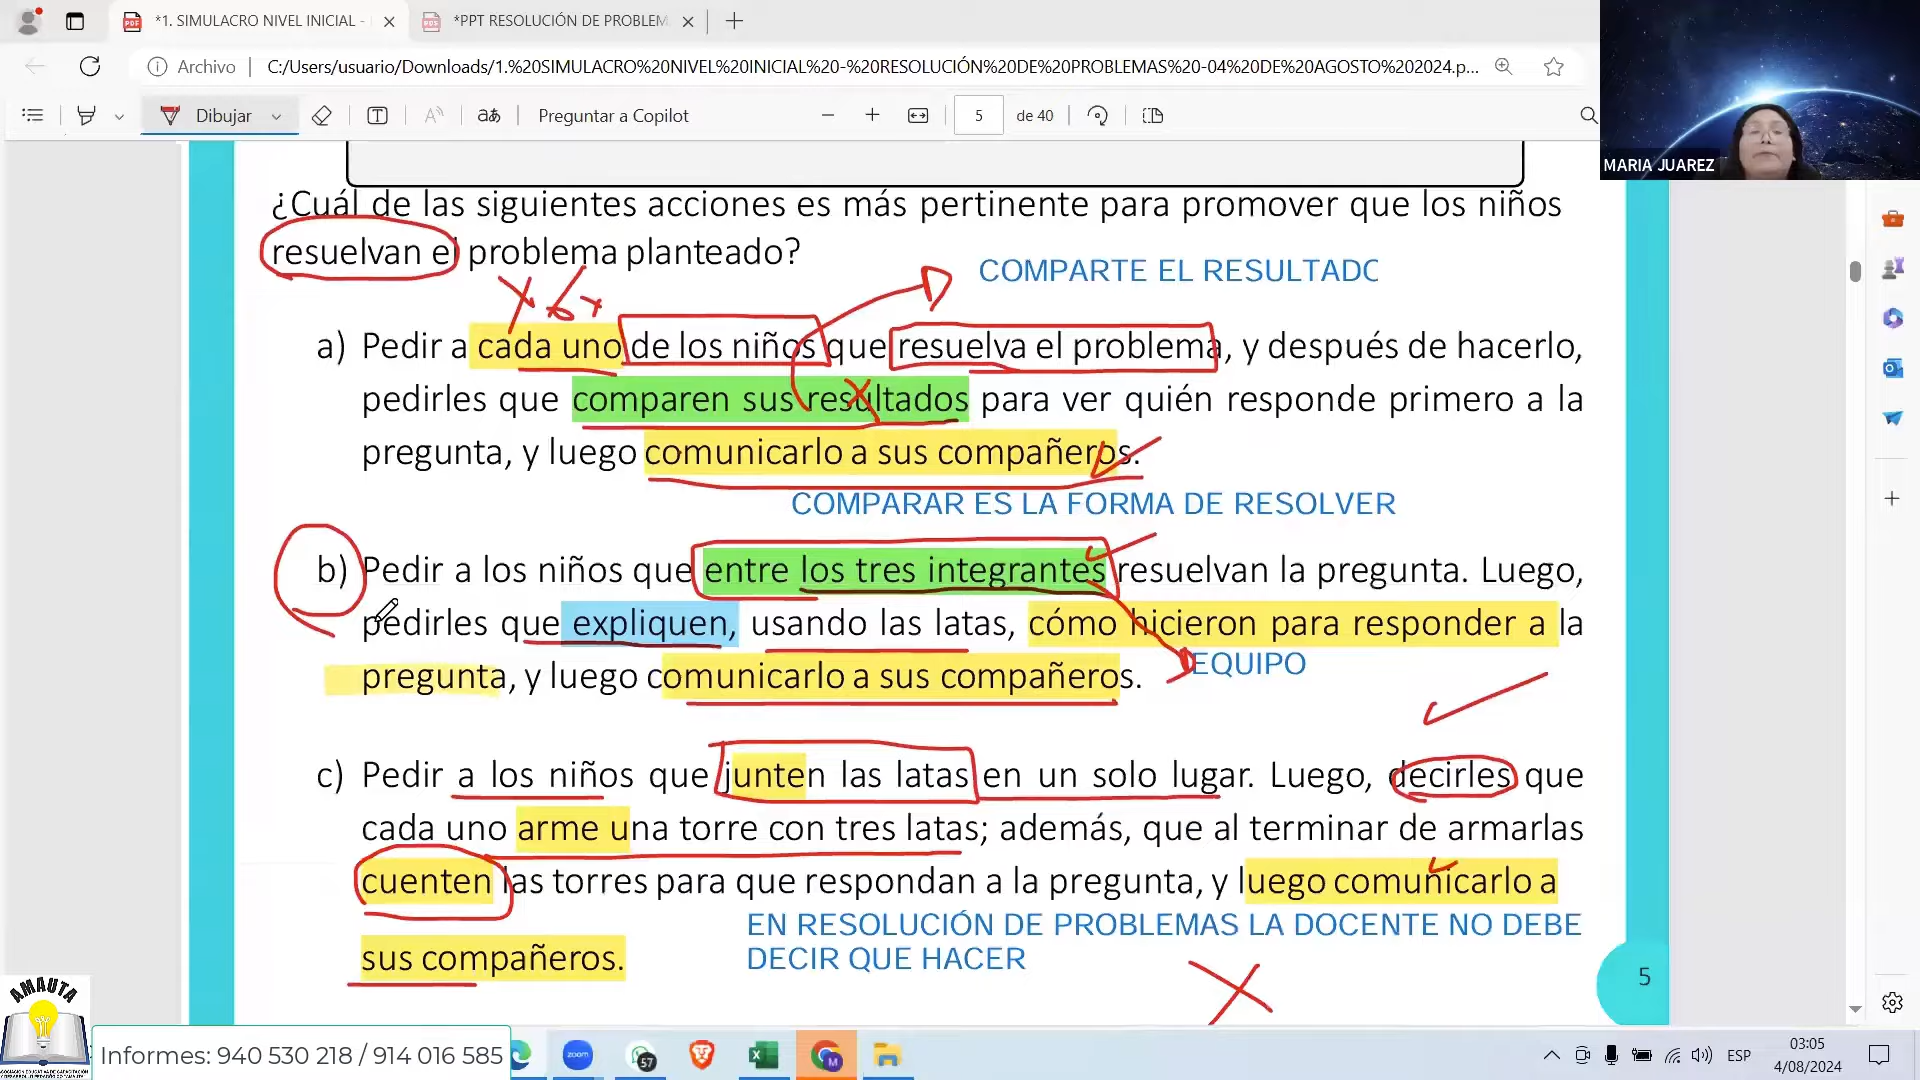 *1. SIMULACRO NIVEL INICIAL -
*PPT RESOLUCIÓN DE PROBLEM
Archivo
C:/Users/usuario/Downloads/1.%20SIMULACRO%20NIVEL%20INICIAL%20-%20RESOLUCIÓN%20DE%20PROBLEMAS%20-04%20DE%20AGOSTO%202024.p...
Dibujar
Preguntar a Copilot
5 de 40
MARIA JUAREZ
¿Cuál de las siguientes acciones es más pertinente para promover que los niños
resuelvan el problema planteado?
COMPARTE EL RESULTADO
a) Pedir a cada uno de los niños que resuelva el problema, y después de hacerlo,
pedirles que comparen sus resultados para ver quién responde primero a la
pregunta, y luego comunicarlo a sus compañeros.
COMPARAR ES LA FORMA DE RESOLVER
b) Pedir a los niños que entre los tres integrantes resuelvan la pregunta. Luego,
pedirles que expliquen, usando las latas, cómo hicieron para responder a la
EQUIPO
pregunta, y luego comunicarlo a sus compañeros.
c) Pedir a los niños que junten las latas en un solo lugar. Luego, decirles que
cada uno arme una torre con tres latas; además, que al terminar de armarlas
cuenten las torres para que respondan a la pregunta, y luego comunicarlo a
EN RESOLUCIÓN DE PROBLEMAS LA DOCENTE NO DEBE
DECIR QUE HACER
sus compañeros.
5
AMAUTA
Informes: 940 530 218 / 914 016 585
zoom
57
ESP
03:05
4/08/2024